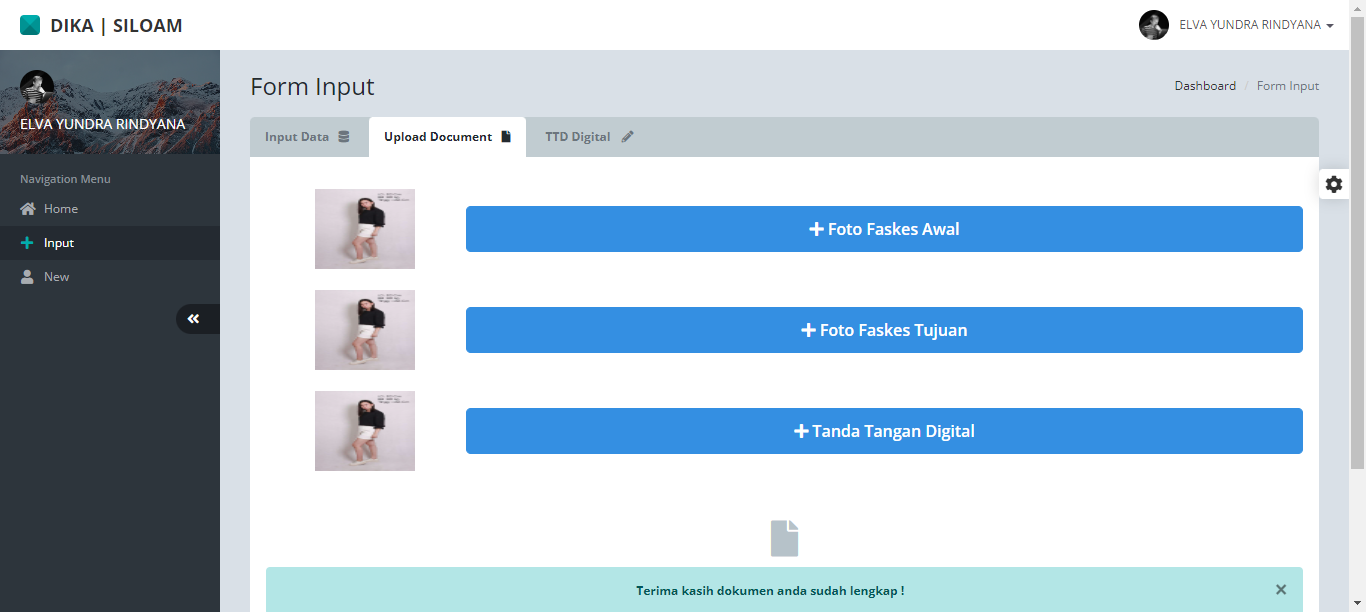 DIKA | SILOAM
ELVA YUNDRA RINDYANA
ELVA YUNDRA RINDYANA
Navigation Menu
Home
Input
New
Form Input
Dashboard / Form Input
Input Data
Upload Document
TTD Digital
Foto Faskes Awal
Foto Faskes Tujuan
Tanda Tangan Digital
Terima kasih dokumen anda sudah lengkap !